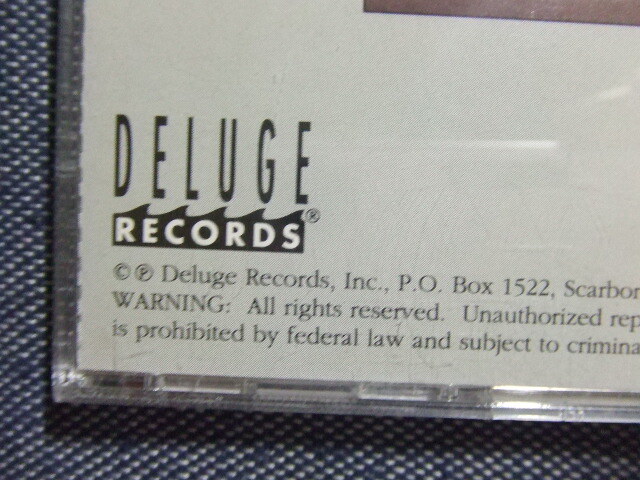 DELUGE
RECORDS®
©℗ Deluge Records, Inc., P.O. Box 1522, Scarbor
WARNING: All rights reserved. Unauthorized rep
is prohibited by federal law and subject to crimina